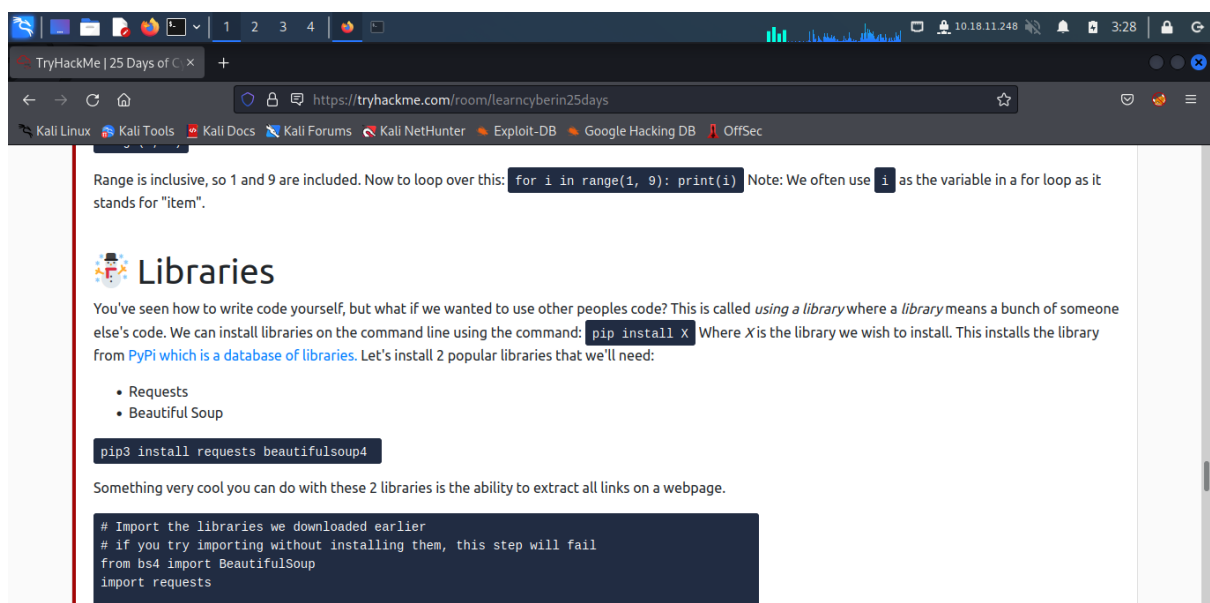 1 2 3 4 10.18.11.248 3:28
TryHackMe | 25 Days of C
https://tryhackme.com/room/learncyberin25days
Kali Linux Kali Tools Kali Docs Kali Forums Kali NetHunter Exploit-DB Google Hacking DB OffSec
Range is inclusive, so 1 and 9 are included. Now to loop over this: for i in range(1, 9): print(i) Note: We often use i as the variable in a for loop as it
stands for "item".
Libraries
You've seen how to write code yourself, but what if we wanted to use other peoples code? This is called using a library where a library means a bunch of someone
else's code. We can install libraries on the command line using the command: pip install X Where X is the library we wish to install. This installs the library
from PyPi which is a database of libraries. Let's install 2 popular libraries that we'll need:
• Requests
• Beautiful Soup
pip3 install requests beautifulsoup4
Something very cool you can do with these 2 libraries is the ability to extract all links on a webpage.
# Import the libraries we downloaded earlier
# if you try importing without installing them, this step will fail
from bs4 import BeautifulSoup
import requests